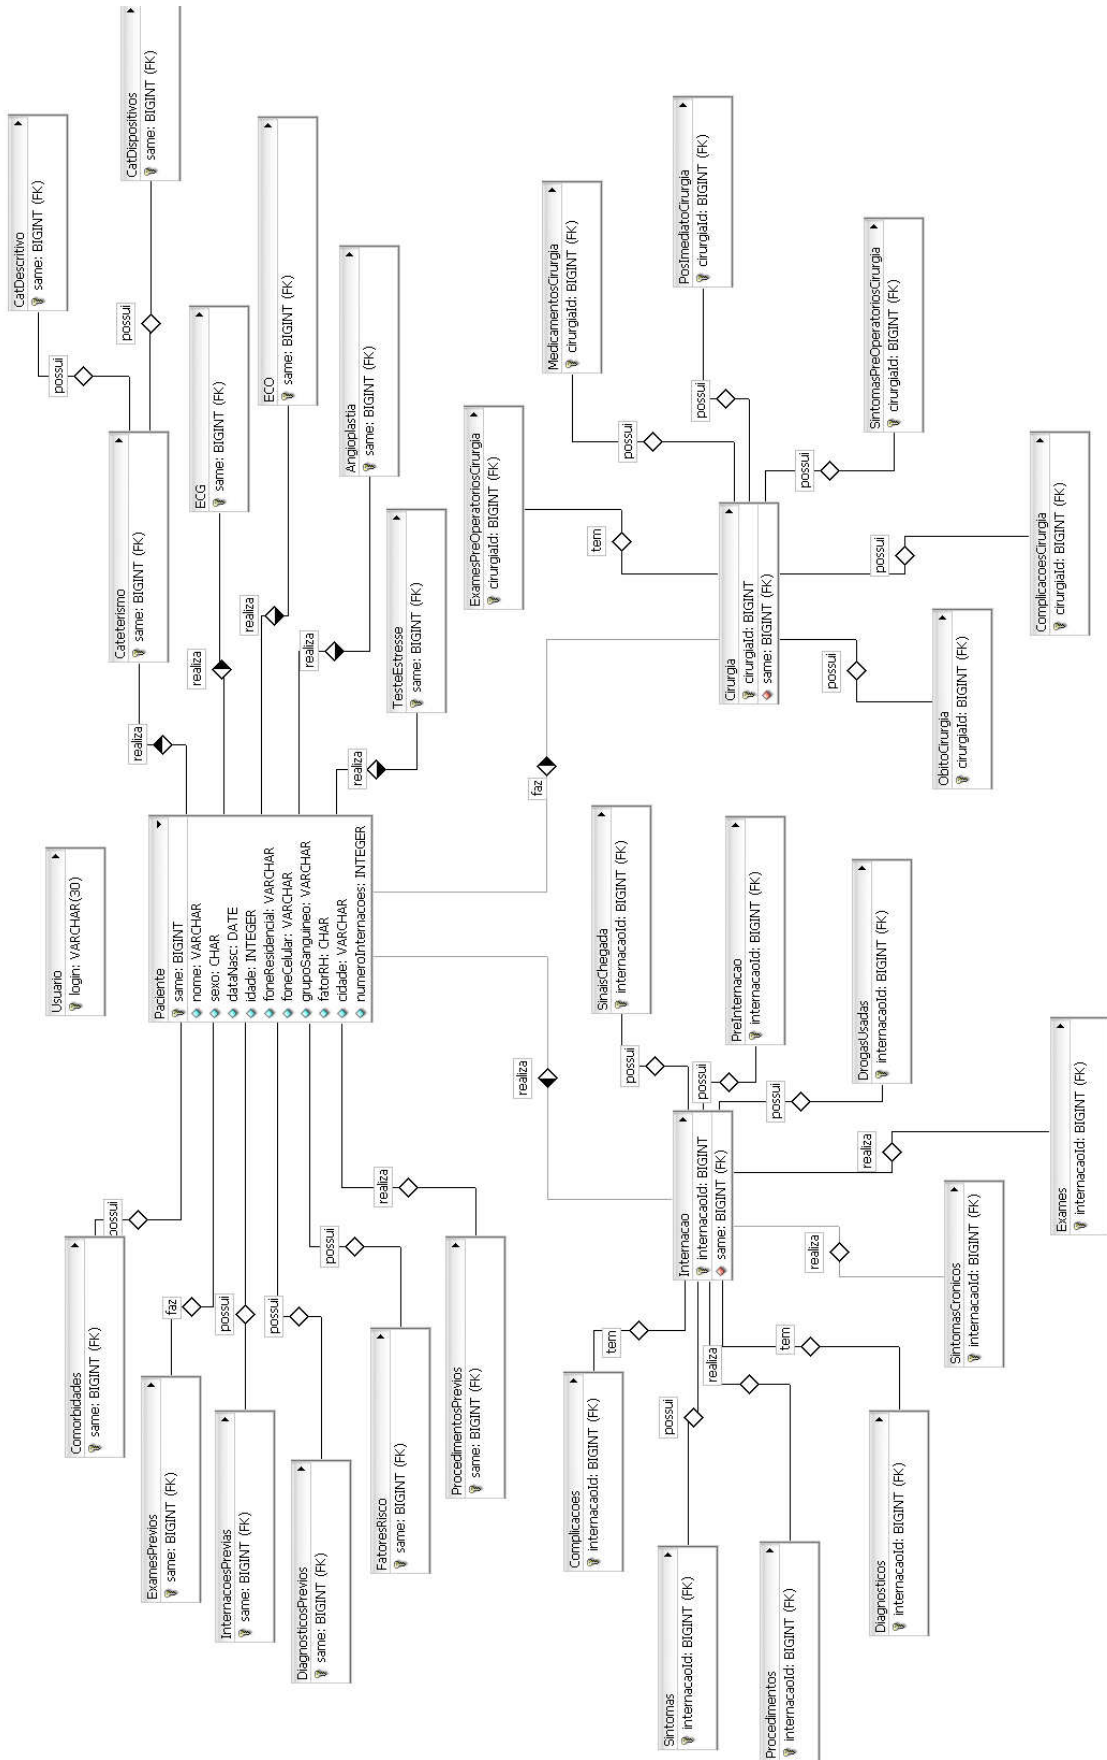 Usuario
login: VARCHAR(30)
Paciente
same: BIGINT
nome: VARCHAR
sexo: CHAR
dataNasc: DATE
idade: INTEGER
foneResidencial: VARCHAR
foneCelular: VARCHAR
grupoSanguineo: VARCHAR
fatorRH: CHAR
cidade: VARCHAR
numeroInternacoes: INTEGER
Comorbidades
same: BIGINT (FK)
possui
ExamesPrevios
same: BIGINT (FK)
faz
InternacoesPrevias
same: BIGINT (FK)
possui
DiagnosticosPrevios
same: BIGINT (FK)
possui
FatoresRisco
same: BIGINT (FK)
possui
ProcedimentosPrevios
same: BIGINT (FK)
realiza
realiza
Cateterismo
same: BIGINT (FK)
possui
CatDescritivo
same: BIGINT (FK)
possui
CatDispositivos
same: BIGINT (FK)
realiza
ECG
same: BIGINT (FK)
realiza
ECO
same: BIGINT (FK)
realiza
Angioplastia
same: BIGINT (FK)
realiza
TesteEstresse
same: BIGINT (FK)
realiza
faz
Internacao
internacaoId: BIGINT
same: BIGINT (FK)
tem
Complicacoes
internacaoId: BIGINT (FK)
possui
Sintomas
internacaoId: BIGINT (FK)
realiza
Procedimentos
internacaoId: BIGINT (FK)
tem
Diagnosticos
internacaoId: BIGINT (FK)
possui
SinaisChegada
internacaoId: BIGINT (FK)
possui
PreInternacao
internacaoId: BIGINT (FK)
possui
DrogasUsadas
internacaoId: BIGINT (FK)
realiza
Exames
internacaoId: BIGINT (FK)
realiza
SintomasCronicos
internacaoId: BIGINT (FK)
Cirurgia
cirurgiaId: BIGINT
same: BIGINT (FK)
tem
ExamesPreOperatoriosCirurgia
cirurgiaId: BIGINT (FK)
possui
MedicamentosCirurgia
cirurgiaId: BIGINT (FK)
possui
PosImediatoCirurgia
cirurgiaId: BIGINT (FK)
possui
SintomasPreOperatoriosCirurgia
cirurgiaId: BIGINT (FK)
possui
ComplicacoesCirurgia
cirurgiaId: BIGINT (FK)
possui
ObitoCirurgia
cirurgiaId: BIGINT (FK)